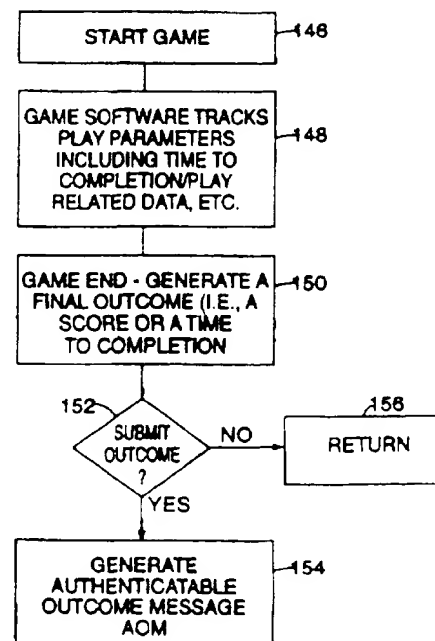 START GAME
146
GAME SOFTWARE TRACKS
PLAY PARAMETERS
INCLUDING TIME TO
COMPLETION/PLAY
RELATED DATA, ETC.
148
GAME END - GENERATE A
FINAL OUTCOME (I.E., A
SCORE OR A TIME
TO COMPLETION
150
152
SUBMIT
OUTCOME
?
NO
YES
156
RETURN
GENERATE
AUTHENTICATABLE
OUTCOME MESSAGE
AOM
154